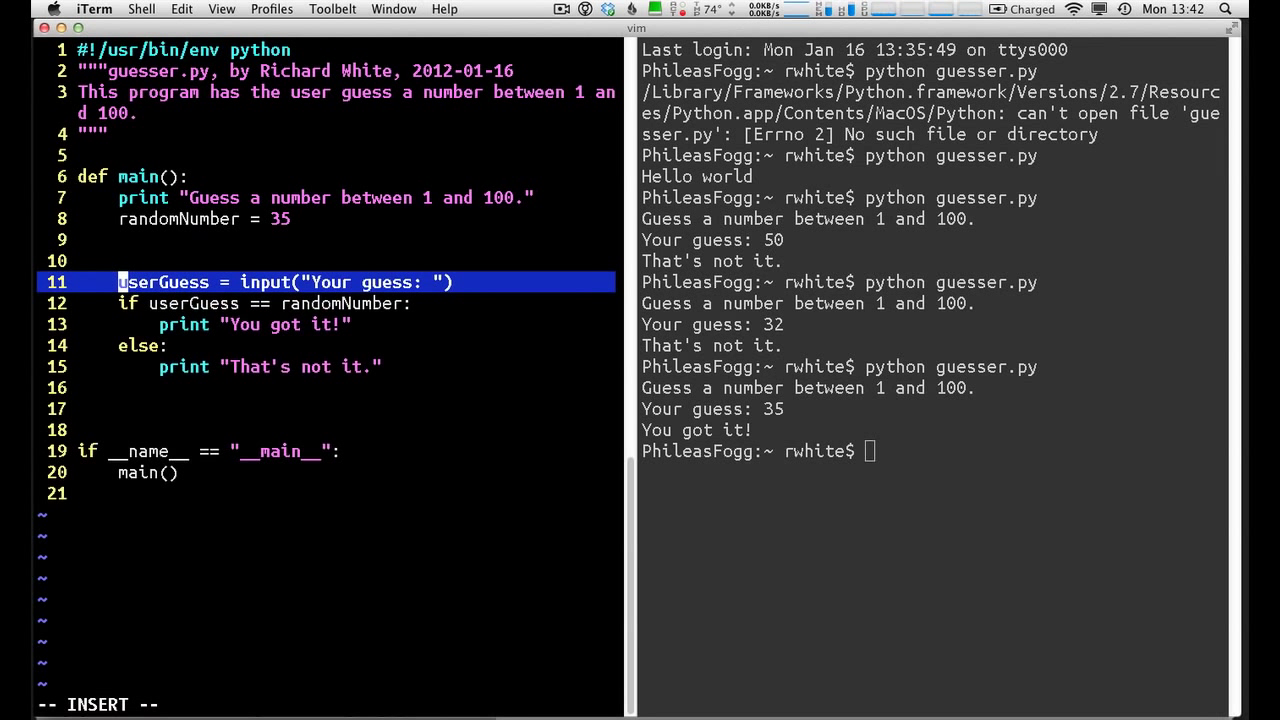 iTerm Shell Edit View Profiles Toolbelt Window Help 74° 0.0KB/s 0.0KB/s Charged Mon 13:42
vim
1 #!/usr/bin/env python
2 """guesser.py, by Richard White, 2012-01-16
3 This program has the user guess a number between 1 an
d 100.
4 """
5
6 def main():
7     print "Guess a number between 1 and 100."
8     randomNumber = 35
9
10
11     userGuess = input("Your guess: ")
12     if userGuess == randomNumber:
13         print "You got it!"
14     else:
15         print "That's not it."
16
17
18
19 if __name__ == "__main__":
20     main()
21
~
~
~
~
~
~
~
~
~
-- INSERT --
Last login: Mon Jan 16 13:35:49 on ttys000
PhileasFogg:~ rwhite$ python guesser.py
/Library/Frameworks/Python.framework/Versions/2.7/Resourc
es/Python.app/Contents/MacOS/Python: can't open file 'gue
sser.py': [Errno 2] No such file or directory
PhileasFogg:~ rwhite$ python guesser.py
Hello world
PhileasFogg:~ rwhite$ python guesser.py
Guess a number between 1 and 100.
Your guess: 50
That's not it.
PhileasFogg:~ rwhite$ python guesser.py
Guess a number between 1 and 100.
Your guess: 32
That's not it.
PhileasFogg:~ rwhite$ python guesser.py
Guess a number between 1 and 100.
Your guess: 35
You got it!
PhileasFogg:~ rwhite$